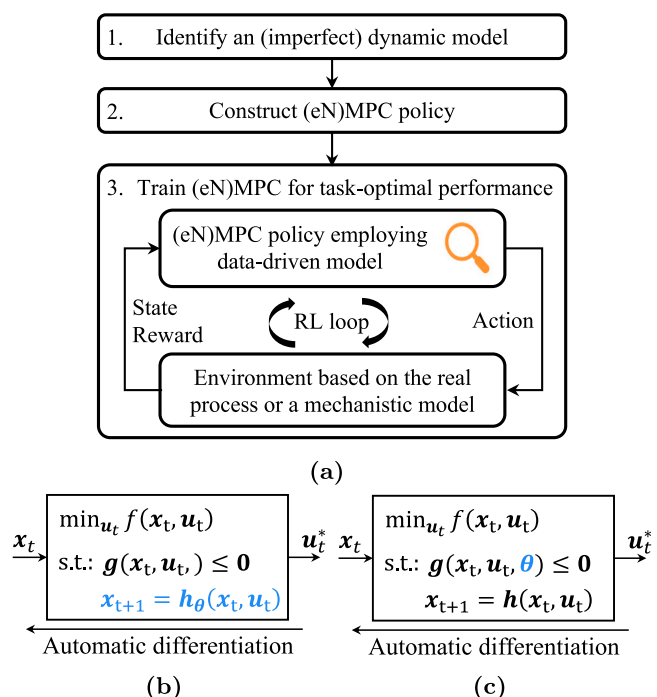 1. Identify an (imperfect) dynamic model
2. Construct (eN)MPC policy
3. Train (eN)MPC for task-optimal performance
(eN)MPC policy employing
data-driven model
State
Reward
RL loop
Action
Environment based on the real
process or a mechanistic model
(a)
x_t
min_{u_t} f(x_t, u_t)
s.t.: g(x_t, u_t,) ≤ 0
x_{t+1} = h_θ(x_t, u_t)
u_t^*
Automatic differentiation
(b)
x_t
min_{u_t} f(x_t, u_t)
s.t.: g(x_t, u_t, θ) ≤ 0
x_{t+1} = h(x_t, u_t)
u_t^*
Automatic differentiation
(c)